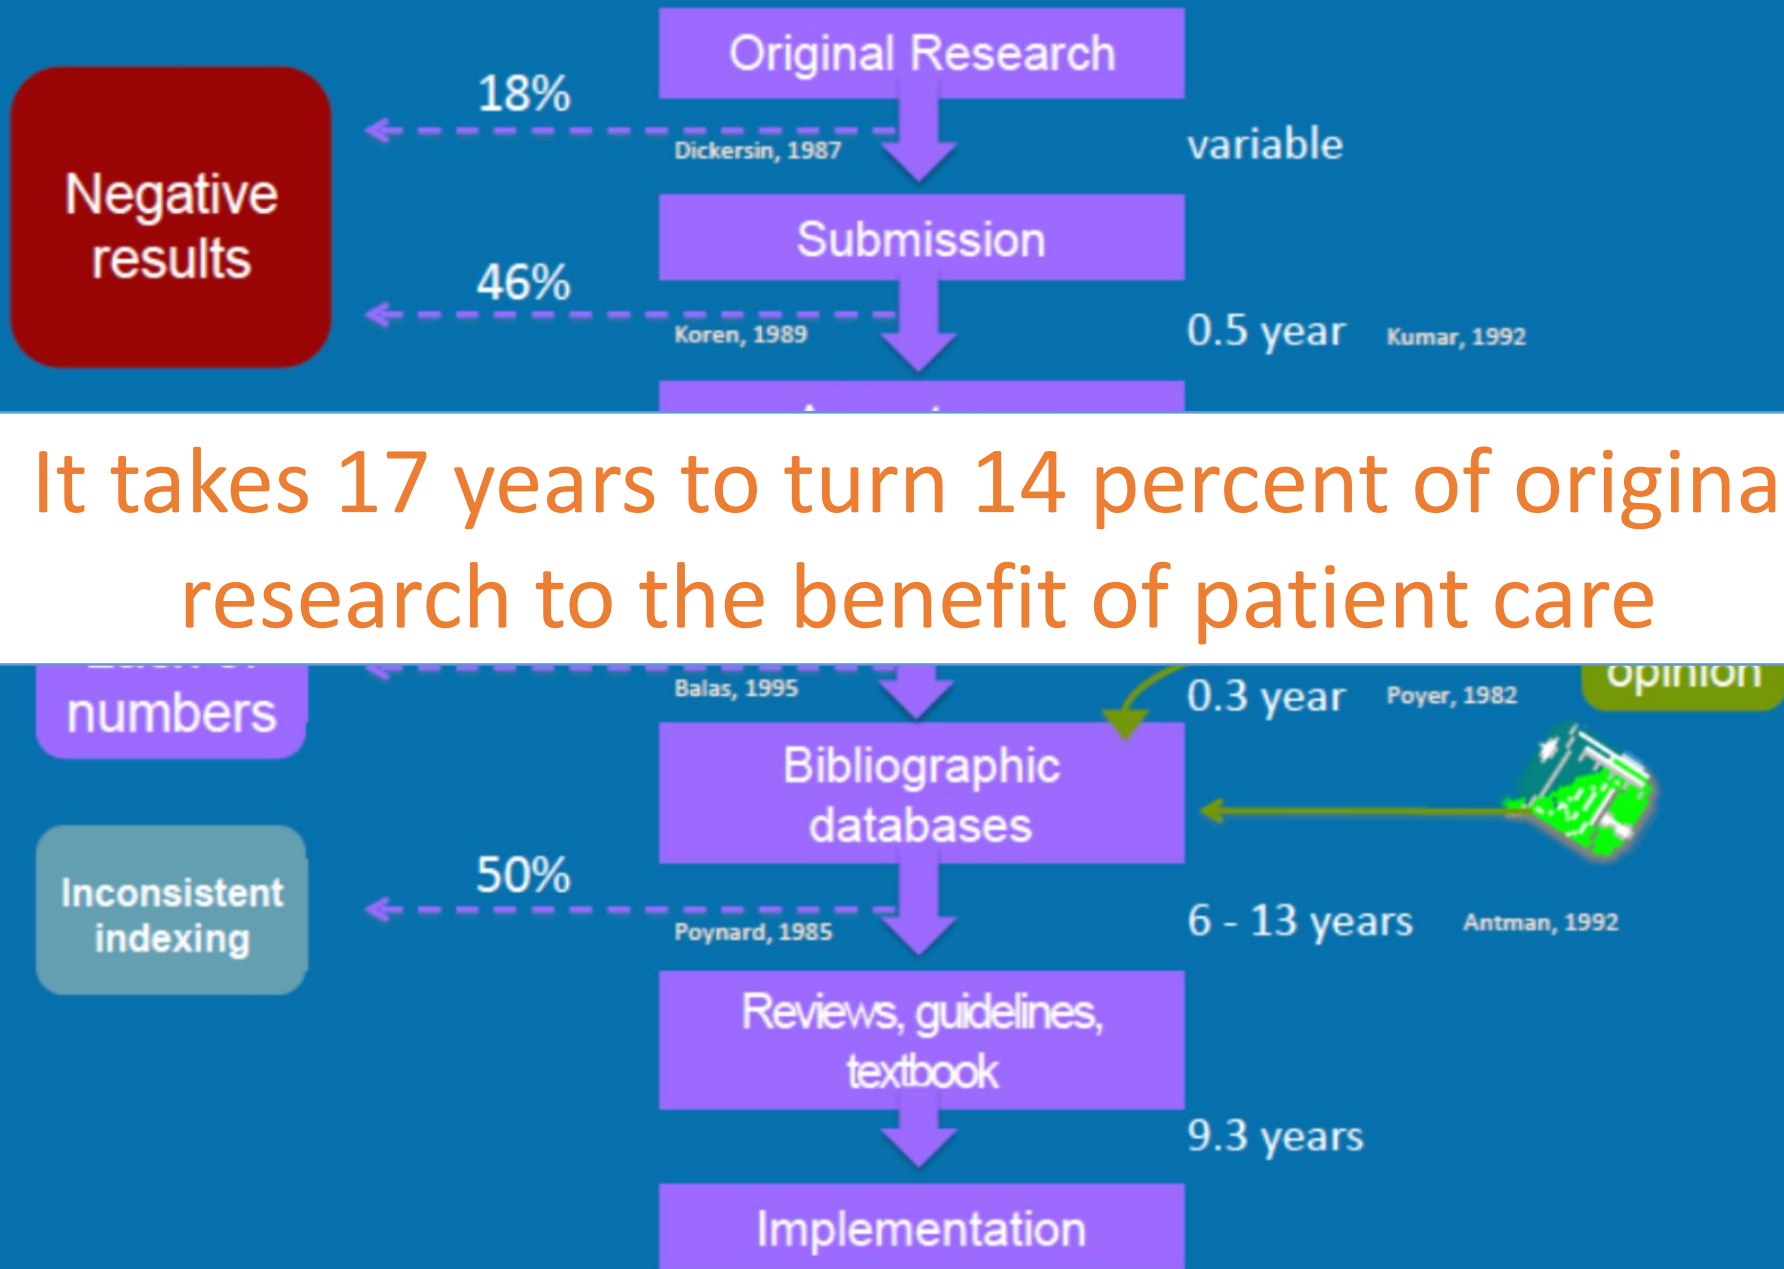 Original Research
18%
Dickersin, 1987
variable
Negative
results
Submission
46%
Koren, 1989
0.5 year
Kumar, 1992
It takes 17 years to turn 14 percent of origina
research to the benefit of patient care
numbers
Balas, 1995
0.3 year
Poyer, 1982
opinion
Bibliographic
databases
Inconsistent
indexing
50%
Poynard, 1985
6 - 13 years
Antman, 1992
Reviews, guidelines,
textbook
9.3 years
Implementation